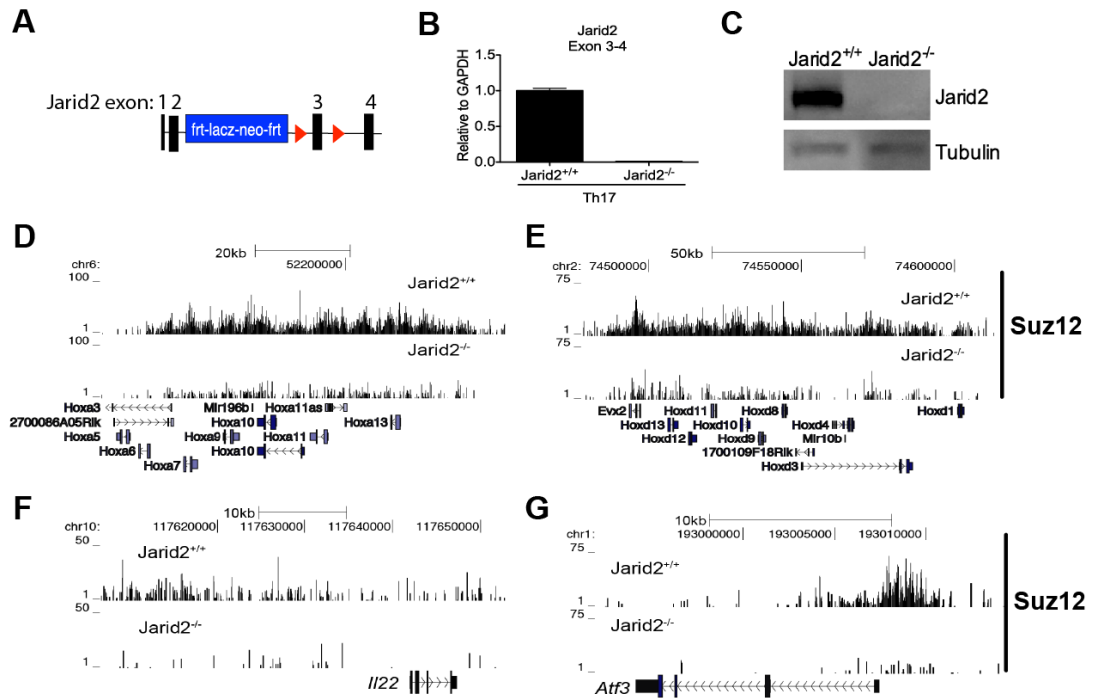 A
Jarid2 exon: 1 2 3 4
frt-lacz-neo-frt
B
Jarid2
Exon 3-4
Relative to GAPDH
1.5
1.0
0.5
0.0
Jarid2+/+ Jarid2-/-
Th17
C
Jarid2+/+ Jarid2-/-
Jarid2
Tubulin
D
20kb
chr6: 52200000
100
Jarid2+/+
1
100
Jarid2-/-
1
Hoxa3 Mir196b Hoxa11as
2700086A05Rik Hoxa10 Hoxa13
Hoxa5 Hoxa9 Hoxa11
Hoxa6 Hoxa10
Hoxa7
E
50kb
chr2: 74500000 74550000 74600000
75
Jarid2+/+
1
75
Jarid2-/-
1
Evx2 Hoxd11 Hoxd8 Hoxd1
Hoxd13 Hoxd10 Hoxd4
Hoxd12 Hoxd9 Mir10b
1700109F18Rik
Hoxd3
Suz12
F
10kb
chr10: 117620000 117630000 117640000 117650000
50
Jarid2+/+
1
50
Jarid2-/-
1
Il22
G
10kb
chr1: 193000000 193005000 193010000
75
Jarid2+/+
1
75
Jarid2-/-
1
Atf3
Suz12